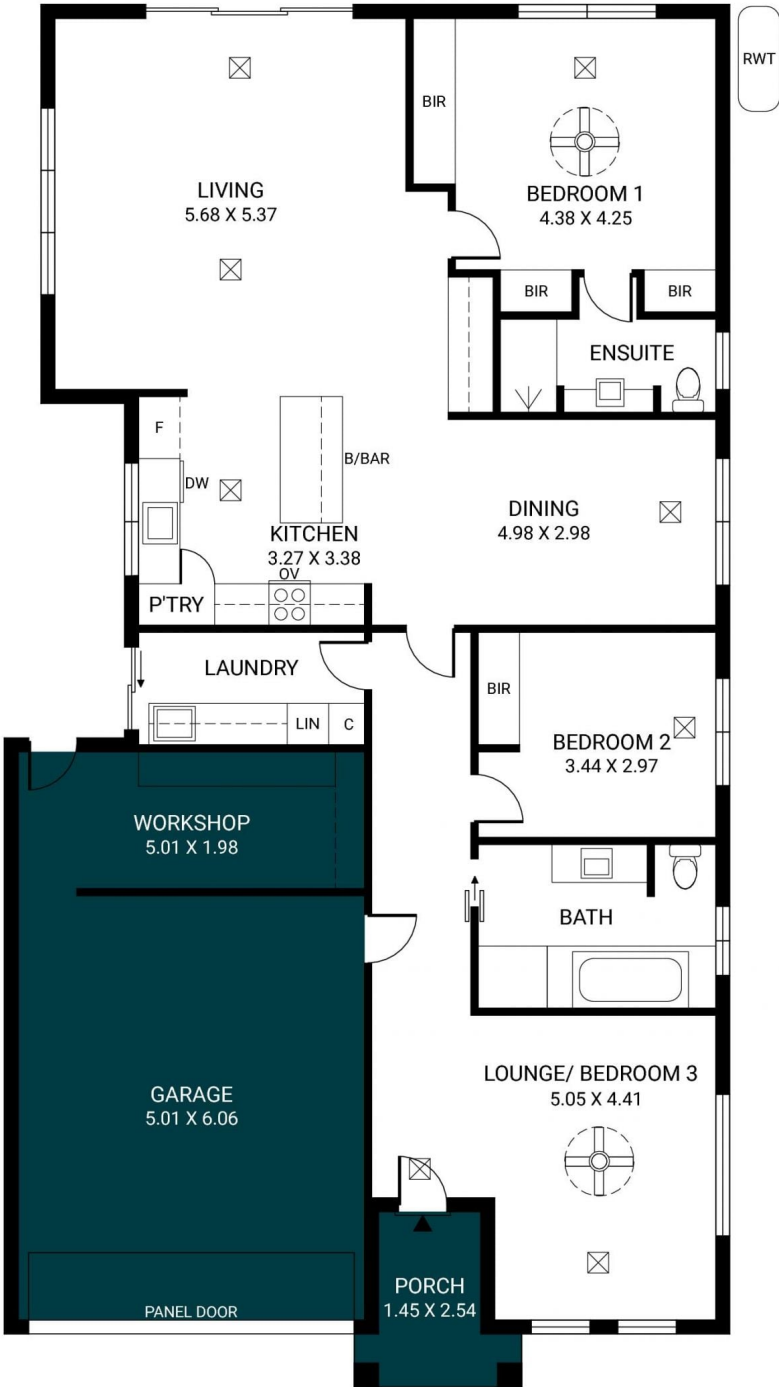 RWT
BIR
LIVING
5.68 X 5.37
BEDROOM 1
4.38 X 4.25
BIR
BIR
ENSUITE
F
B/BAR
DW
DINING
4.98 X 2.98
KITCHEN
3.27 X 3.38
OV
P'TRY
LAUNDRY
BIR
LIN
C
BEDROOM 2
3.44 X 2.97
WORKSHOP
5.01 X 1.98
BATH
LOUNGE/ BEDROOM 3
5.05 X 4.41
GARAGE
5.01 X 6.06
PORCH
1.45 X 2.54
PANEL DOOR